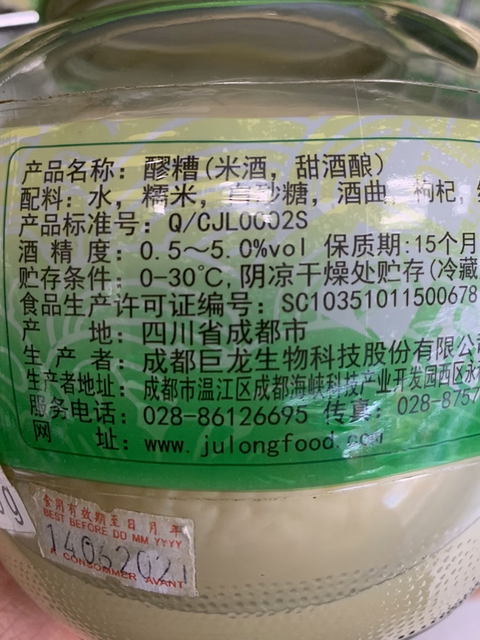 产品名称：醪糟(米酒，甜酒酿)
配料：水，糯米，白砂糖，酒曲，枸杞，
产品标准号：Q/CJL0002S
酒精度：0.5～5.0%vol 保质期:15个月
贮存条件：0-30℃,阴凉干燥处贮存(冷藏
食品生产许可证编号：SC10351011500678
产地：四川省成都市
生产者：成都巨龙生物科技股份有限公司
生产者地址：成都市温江区成都海峡科技产业开发园西区永
服务电话：028-86126695 传真：028-875
网址：www.julongfood.com
食用有效期至日月年
BEST BEFORE DD MM YYYY
14062021
A CONSOMMER AVANT